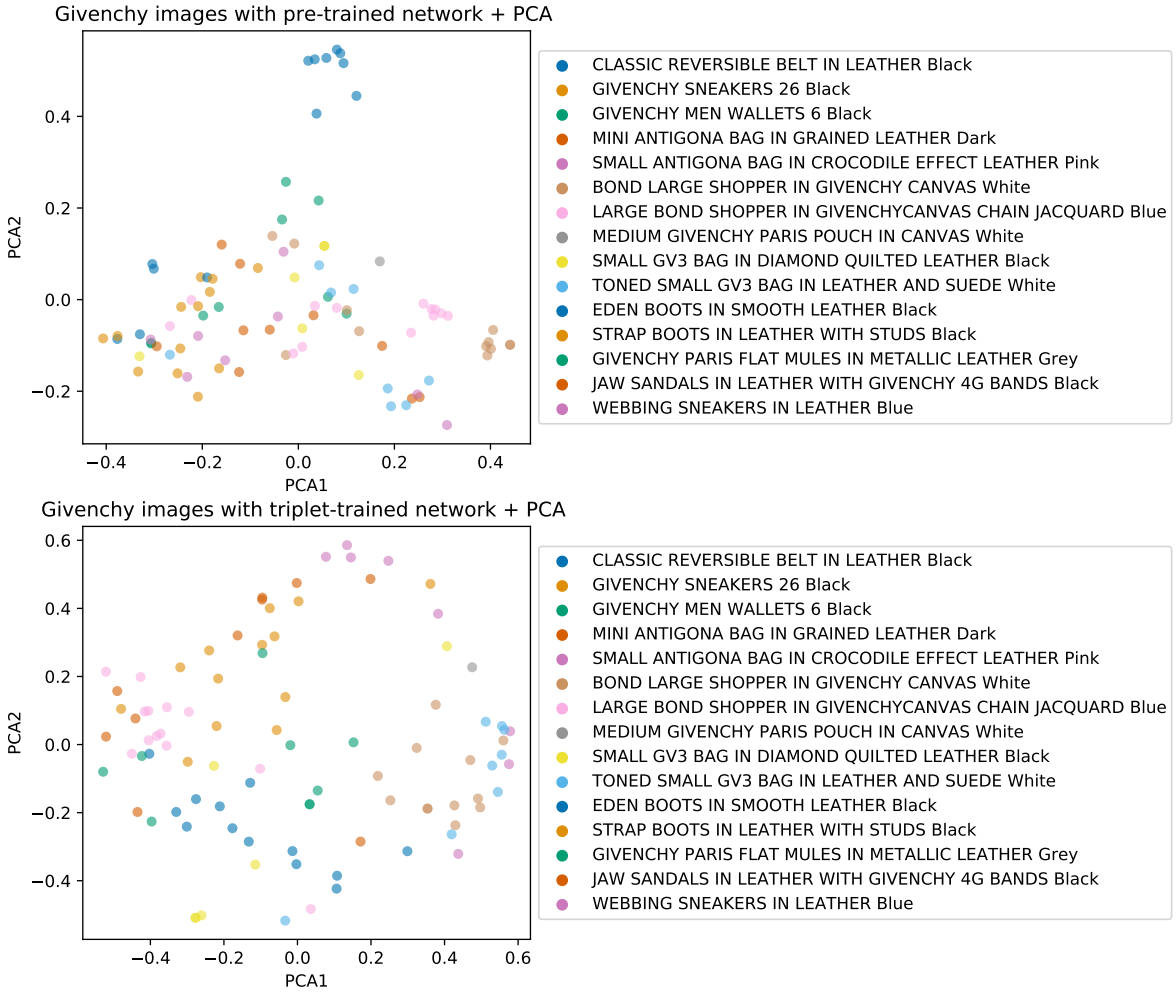 Givenchy images with pre-trained network + PCA
0.4
0.2
0.0
−0.2
PCA2
−0.4
−0.2
0.0
0.2
0.4
PCA1
CLASSIC REVERSIBLE BELT IN LEATHER Black
GIVENCHY SNEAKERS 26 Black
GIVENCHY MEN WALLETS 6 Black
MINI ANTIGONA BAG IN GRAINED LEATHER Dark
SMALL ANTIGONA BAG IN CROCODILE EFFECT LEATHER Pink
BOND LARGE SHOPPER IN GIVENCHY CANVAS White
LARGE BOND SHOPPER IN GIVENCHYCANVAS CHAIN JACQUARD Blue
MEDIUM GIVENCHY PARIS POUCH IN CANVAS White
SMALL GV3 BAG IN DIAMOND QUILTED LEATHER Black
TONED SMALL GV3 BAG IN LEATHER AND SUEDE White
EDEN BOOTS IN SMOOTH LEATHER Black
STRAP BOOTS IN LEATHER WITH STUDS Black
GIVENCHY PARIS FLAT MULES IN METALLIC LEATHER Grey
JAW SANDALS IN LEATHER WITH GIVENCHY 4G BANDS Black
WEBBING SNEAKERS IN LEATHER Blue
Givenchy images with triplet-trained network + PCA
0.6
0.4
0.2
0.0
−0.2
−0.4
PCA2
−0.4
−0.2
0.0
0.2
0.4
0.6
PCA1
CLASSIC REVERSIBLE BELT IN LEATHER Black
GIVENCHY SNEAKERS 26 Black
GIVENCHY MEN WALLETS 6 Black
MINI ANTIGONA BAG IN GRAINED LEATHER Dark
SMALL ANTIGONA BAG IN CROCODILE EFFECT LEATHER Pink
BOND LARGE SHOPPER IN GIVENCHY CANVAS White
LARGE BOND SHOPPER IN GIVENCHYCANVAS CHAIN JACQUARD Blue
MEDIUM GIVENCHY PARIS POUCH IN CANVAS White
SMALL GV3 BAG IN DIAMOND QUILTED LEATHER Black
TONED SMALL GV3 BAG IN LEATHER AND SUEDE White
EDEN BOOTS IN SMOOTH LEATHER Black
STRAP BOOTS IN LEATHER WITH STUDS Black
GIVENCHY PARIS FLAT MULES IN METALLIC LEATHER Grey
JAW SANDALS IN LEATHER WITH GIVENCHY 4G BANDS Black
WEBBING SNEAKERS IN LEATHER Blue